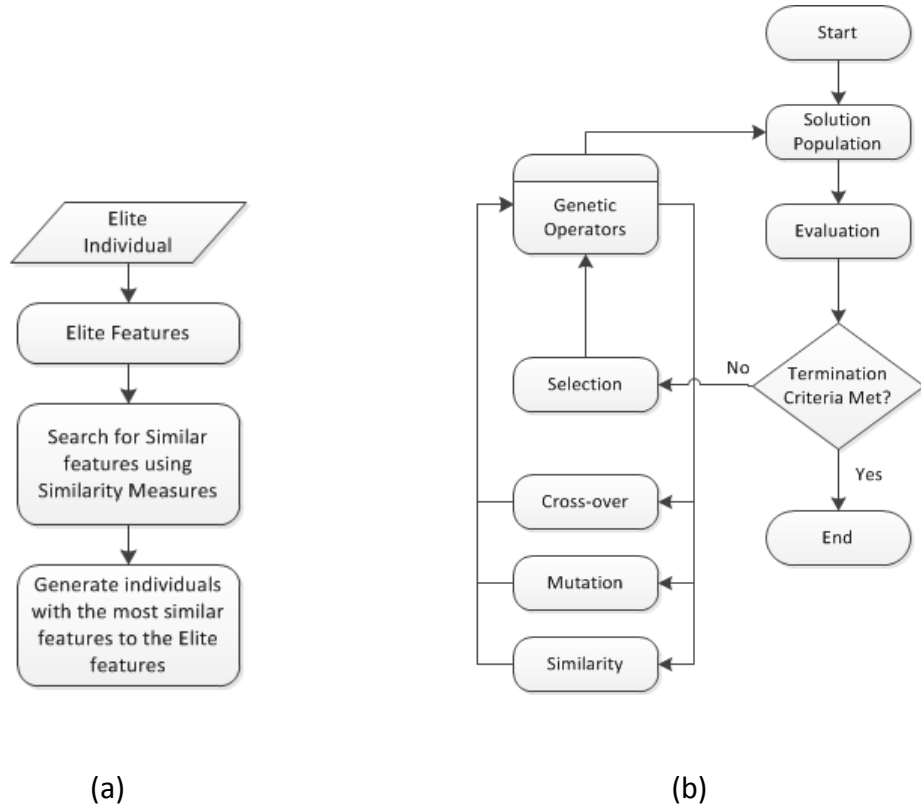 Elite
Individual
Elite Features
Search for Similar
features using
Similarity Measures
Generate individuals
with the most similar
features to the Elite
features
(a)
Start
Solution
Population
Evaluation
Termination
Criteria Met?
No
Yes
End
Genetic
Operators
Selection
Cross-over
Mutation
Similarity
(b)